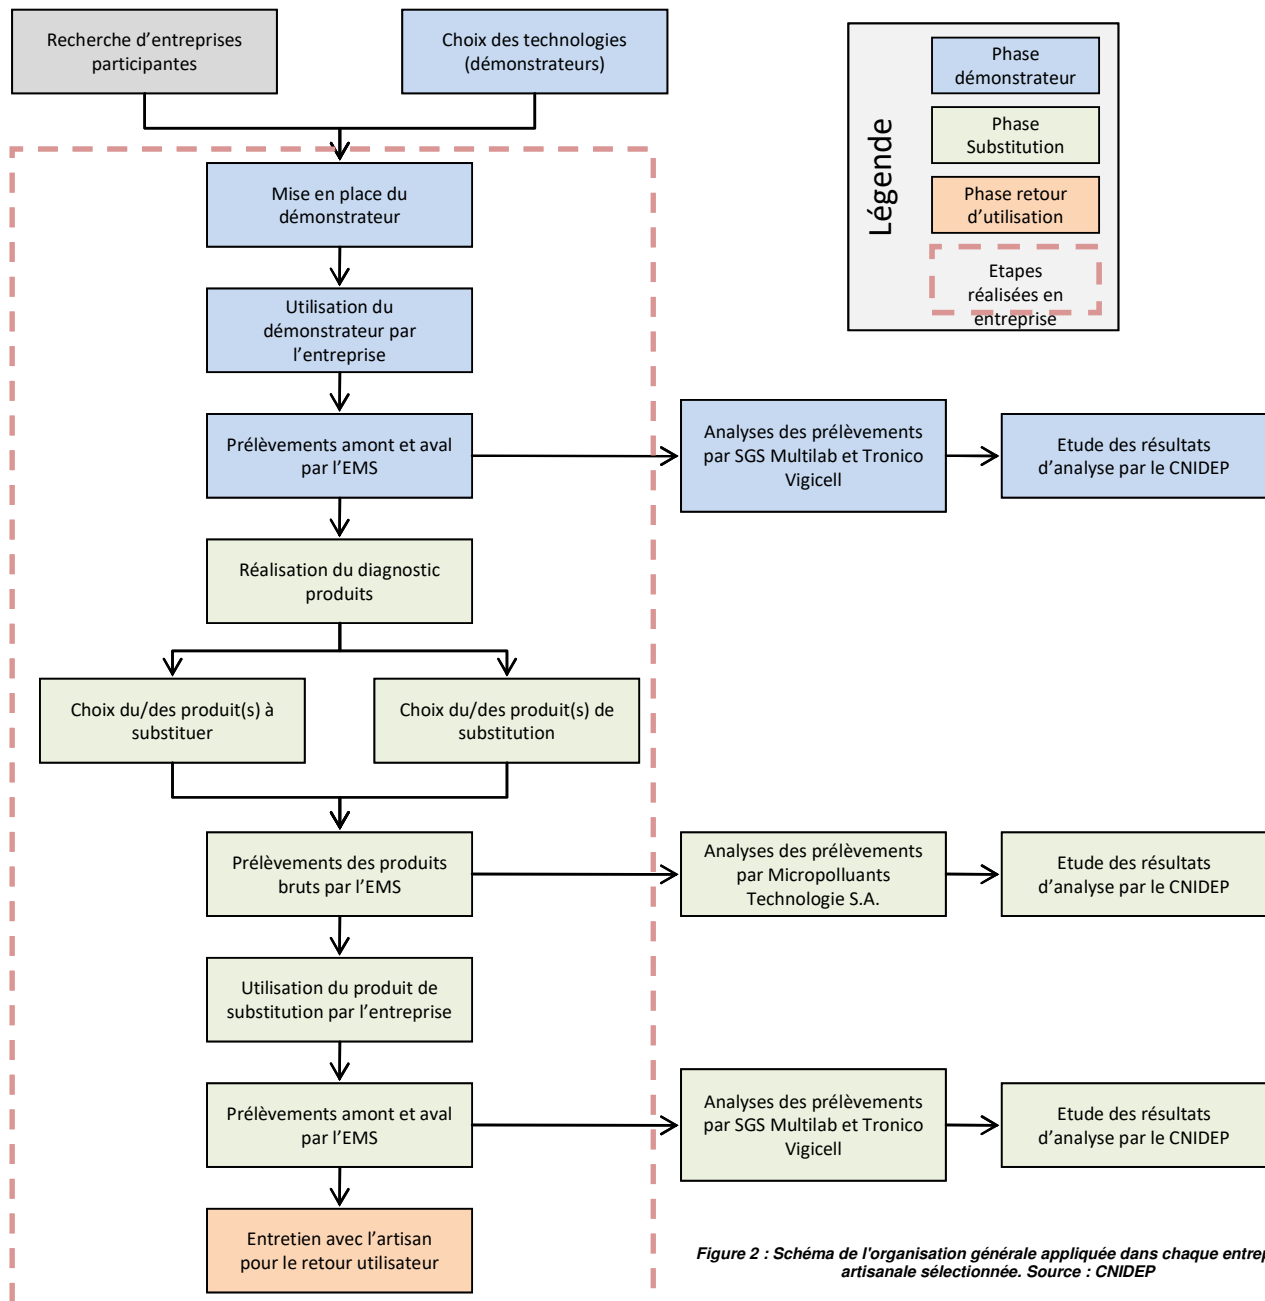 Recherche d’entreprises
participantes
Choix des technologies
(démonstrateurs)
Légende
Phase
démonstrateur
Phase
Substitution
Phase retour
d’utilisation
Etapes
réalisées en
entreprise
Mise en place du
démonstrateur
Utilisation du
démonstrateur par
l’entreprise
Prélèvements amont et aval
par l’EMS
Analyses des prélèvements
par SGS Multilab et Tronico
Vigicell
Etude des résultats
d’analyse par le CNIDEP
Réalisation du diagnostic
produits
Choix du/des produit(s) à
substituer
Choix du/des produit(s) de
substitution
Prélèvements des produits
bruts par l’EMS
Analyses des prélèvements
par Micropolluants
Technologie S.A.
Etude des résultats
d’analyse par le CNIDEP
Utilisation du produit de
substitution par l’entreprise
Prélèvements amont et aval
par l’EMS
Analyses des prélèvements
par SGS Multilab et Tronico
Vigicell
Etude des résultats
d’analyse par le CNIDEP
Entretien avec l’artisan
pour le retour utilisateur
Figure 2 : Schéma de l'organisation générale appliquée dans chaque entrep
artisanale sélectionnée. Source : CNIDEP